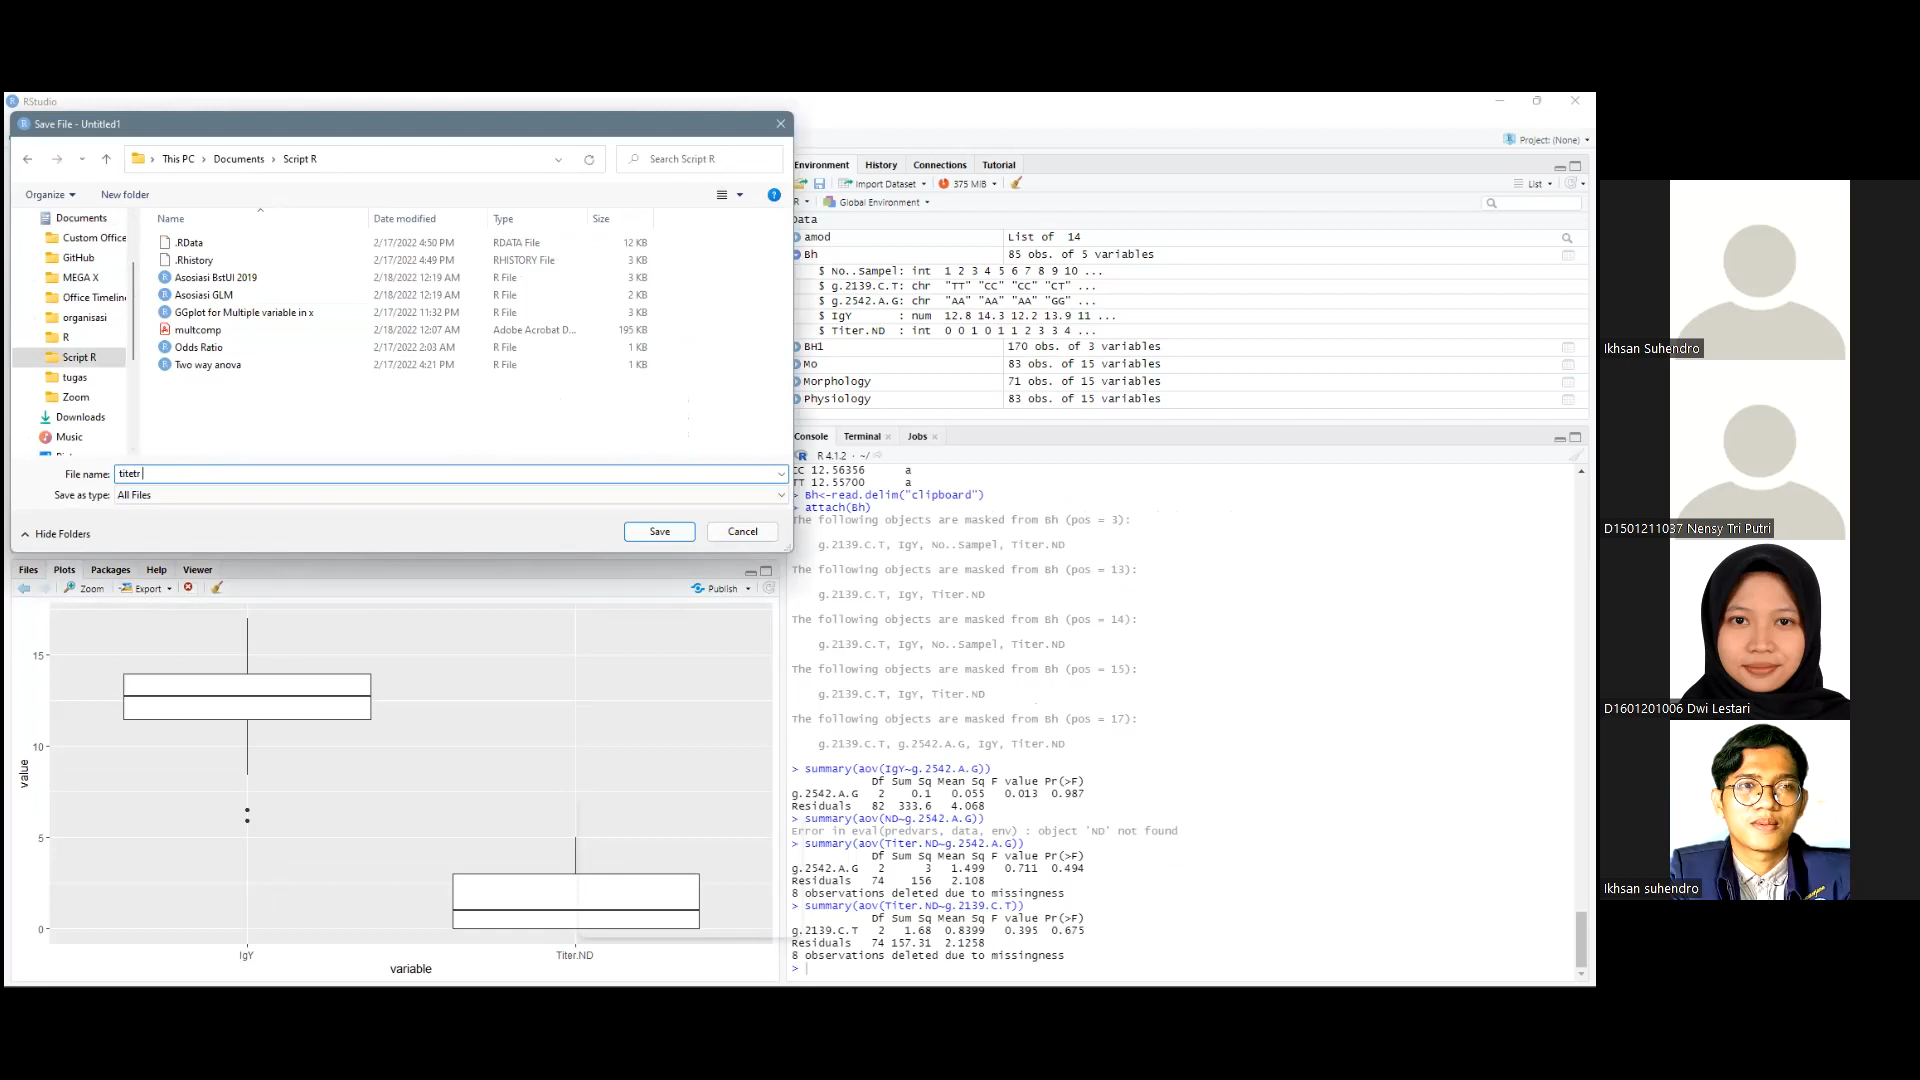 RStudio
Save File - Untitled1
This PC > Documents > Script R
Search Script R
Organize
New folder
Documents
Custom Office
GitHub
MEGA X
Office Timeline
organisasi
R
Script R
tugas
Zoom
Downloads
Music
Name Date modified Type Size
.RData 2/17/2022 4:50 PM RDATA File 12 KB
.Rhistory 2/17/2022 4:49 PM RHISTORY File 3 KB
Asosiasi BstUI 2019 2/18/2022 12:19 AM R File 3 KB
Asosiasi GLM 2/18/2022 12:19 AM R File 2 KB
GGplot for Multiple variable in x 2/17/2022 11:32 PM R File 3 KB
multcomp 2/18/2022 12:07 AM Adobe Acrobat D... 195 KB
Odds Ratio 2/17/2022 2:03 AM R File 1 KB
Two way anova 2/17/2022 4:21 PM R File 1 KB
File name: titetr
Save as type: All Files
Hide Folders
Save
Cancel
Project: (None)
Environment History Connections Tutorial
Import Dataset 375 MiB List
R Global Environment
Data
amod List of 14
Bh 85 obs. of 5 variables
$ No..Sampel: int 1 2 3 4 5 6 7 8 9 10 ...
$ g.2139.C.T: chr "TT" "CC" "CC" "CT" ...
$ g.2542.A.G: chr "AA" "AA" "AA" "GG" ...
$ IgY : num 12.8 14.3 12.2 13.9 11 ...
$ Titer.ND : int 0 0 1 0 1 1 2 3 3 4 ...
BH1 170 obs. of 3 variables
Mo 83 obs. of 15 variables
Morphology 71 obs. of 15 variables
Physiology 83 obs. of 15 variables
Console Terminal Jobs
R 4.1.2 · ~/
CC 12.56356 a
TT 12.55700 a
> Bh<-read.delim("clipboard")
> attach(Bh)
The following objects are masked from Bh (pos = 3):
g.2139.C.T, IgY, No..Sampel, Titer.ND
The following objects are masked from Bh (pos = 13):
g.2139.C.T, IgY, Titer.ND
The following objects are masked from Bh (pos = 14):
g.2139.C.T, IgY, No..Sampel, Titer.ND
The following objects are masked from Bh (pos = 15):
g.2139.C.T, IgY, Titer.ND
The following objects are masked from Bh (pos = 17):
g.2139.C.T, g.2542.A.G, IgY, Titer.ND
> summary(aov(IgY~g.2542.A.G))
Df Sum Sq Mean Sq F value Pr(>F)
g.2542.A.G 2 0.1 0.055 0.013 0.987
Residuals 82 333.6 4.068
> summary(aov(ND~g.2542.A.G))
Error in eval(predvars, data, env) : object 'ND' not found
> summary(aov(Titer.ND~g.2542.A.G))
Df Sum Sq Mean Sq F value Pr(>F)
g.2542.A.G 2 3 1.499 0.711 0.494
Residuals 74 156 2.108
8 observations deleted due to missingness
> summary(aov(Titer.ND~g.2139.C.T))
Df Sum Sq Mean Sq F value Pr(>F)
g.2139.C.T 2 1.68 0.8399 0.395 0.675
Residuals 74 157.31 2.1258
8 observations deleted due to missingness
>
Files Plots Packages Help Viewer
Zoom Export Publish
15
10
5
0
value
IgY
Titer.ND
variable
Ikhsan Suhendro
D1501211037 Nensy Tri Putri
D1601201006 Dwi Lestari
Ikhsan suhendro